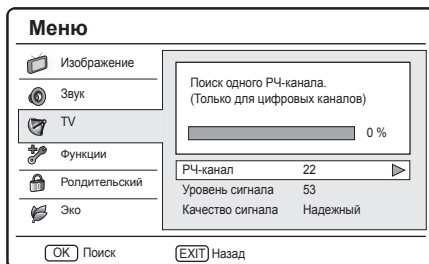 Меню
Изображение
Звук
TV
Функции
Ролдительский
Эко
Поиск одного РЧ-канала.
(Только для цифровых каналов)
0 %
РЧ-канал 22
Уровень сигнала 53
Качество сигнала Надежный
OK Поиск EXIT Назад